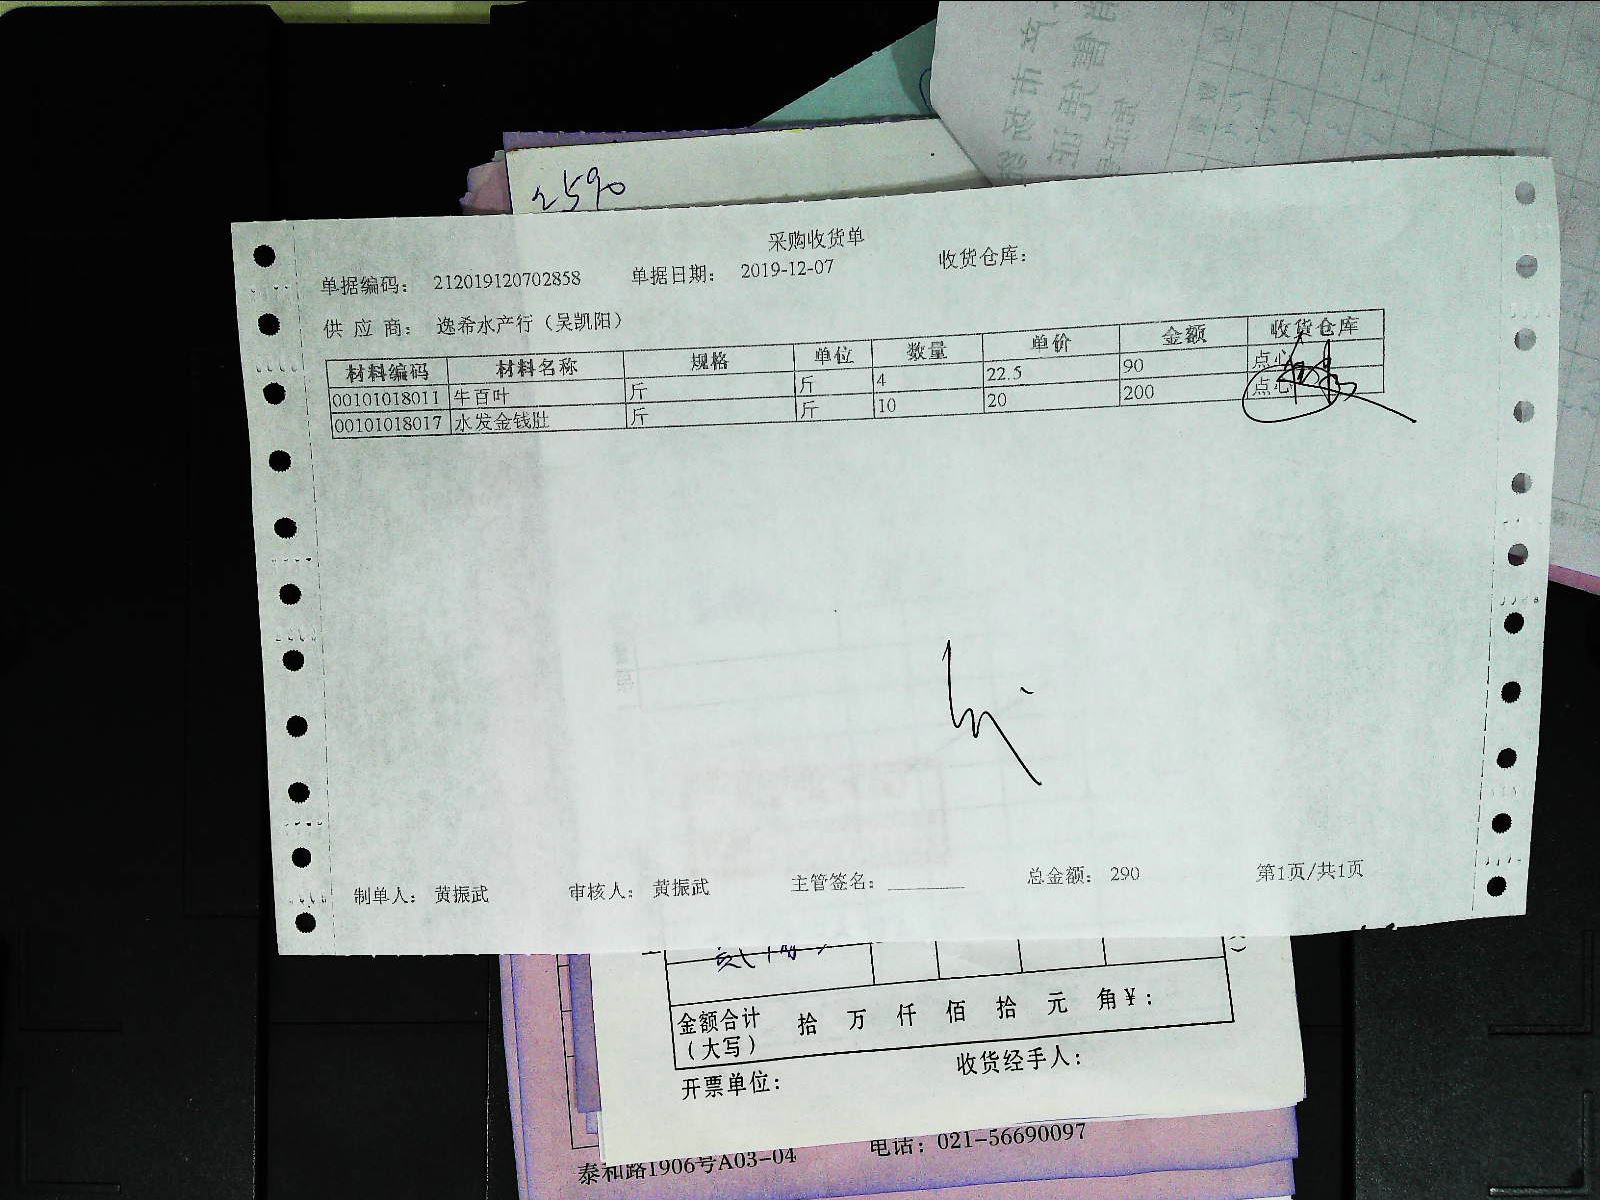 2590
采购收货单
单据编码： 212019120702858 单据日期： 2019-12-07 收货仓库：
供 应 商： 逸希水产行（吴凯阳）
材料编码 材料名称 规格 单位 数量 单价 金额 收货仓库
00101018011 牛百叶 斤 斤 4 22.5 90 点心
00101018017 水发金钱肚 斤 斤 10 20 200 点心
制单人： 黄振武 审核人： 黄振武 主管签名：________ 总金额： 290 第1页/共1页
金额合计（大写） 拾 万 仟 佰 拾 元 角 ¥：
开票单位： 收货经手人：
泰和路1906号A03-04 电话：021-56690097